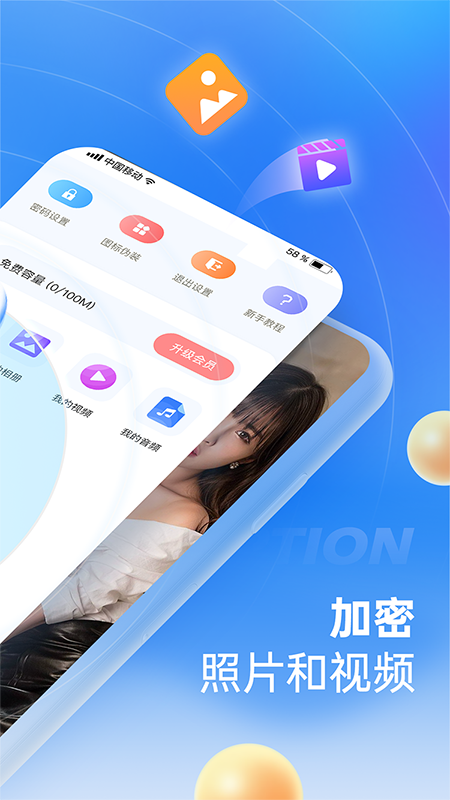 中国移动
58 %
密码设置
图标伪装
退出设置
新手教程
?
免费容量 (0/100M)
升级会员
相册
我的视频
我的音频
TION
加密
照片和视频